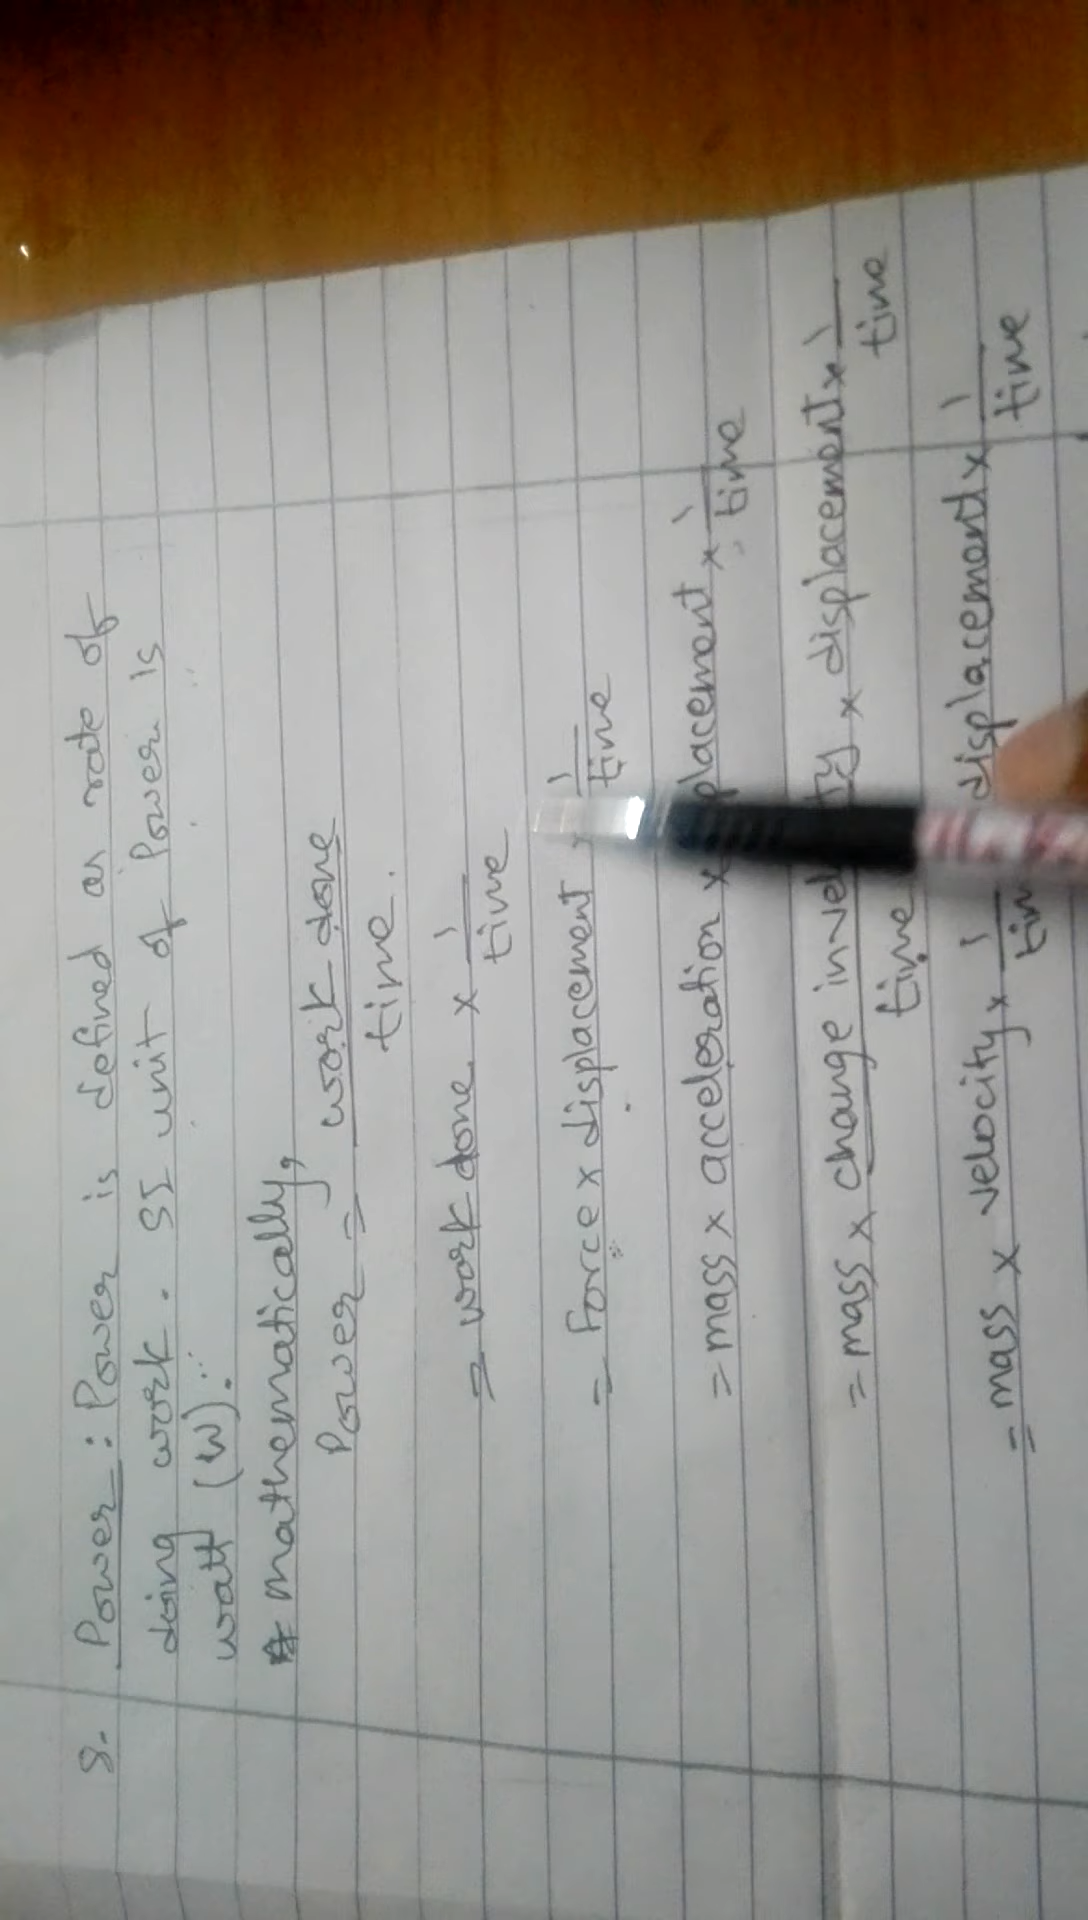 8. Power : Power is defined as rate of
doing work. SI unit of Power is
watt (W).
* mathematically,
Power = work done
time.
= work done × 1
time
= Force × displacement × 1
time
= mass × acceleration × placement × 1
time
= mass × change in vel ty × displacement × 1
time time
= mass × velocity × 1 displacement × 1
tim time